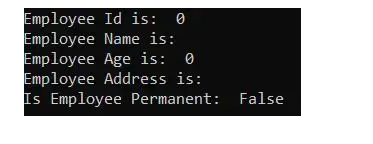 Employee Id is:  0
Employee Name is:
Employee Age is:  0
Employee Address is:
Is Employee Permanent:  False